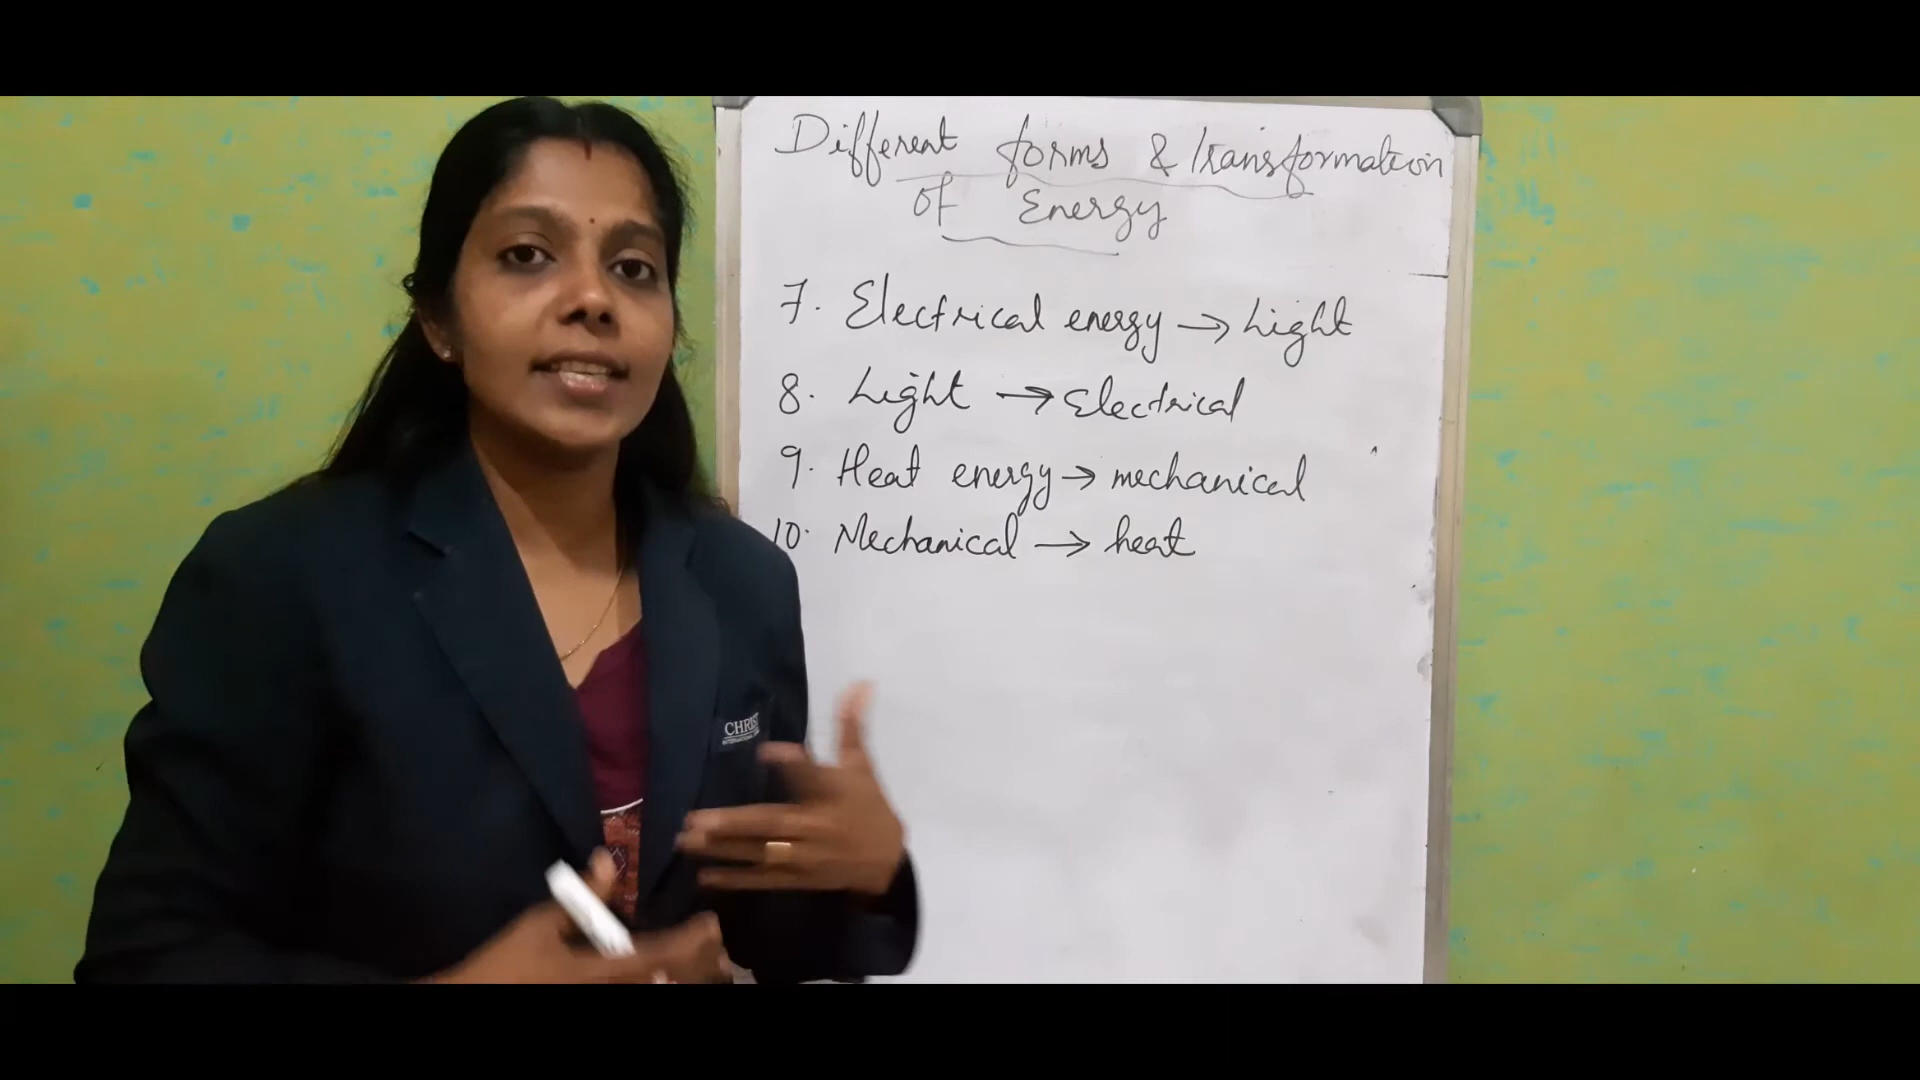 Different forms & transformation
of Energy
7. Electrical energy → Light
8. Light → Electrical
9. Heat energy → mechanical
10. Mechanical → heat
CHRIST